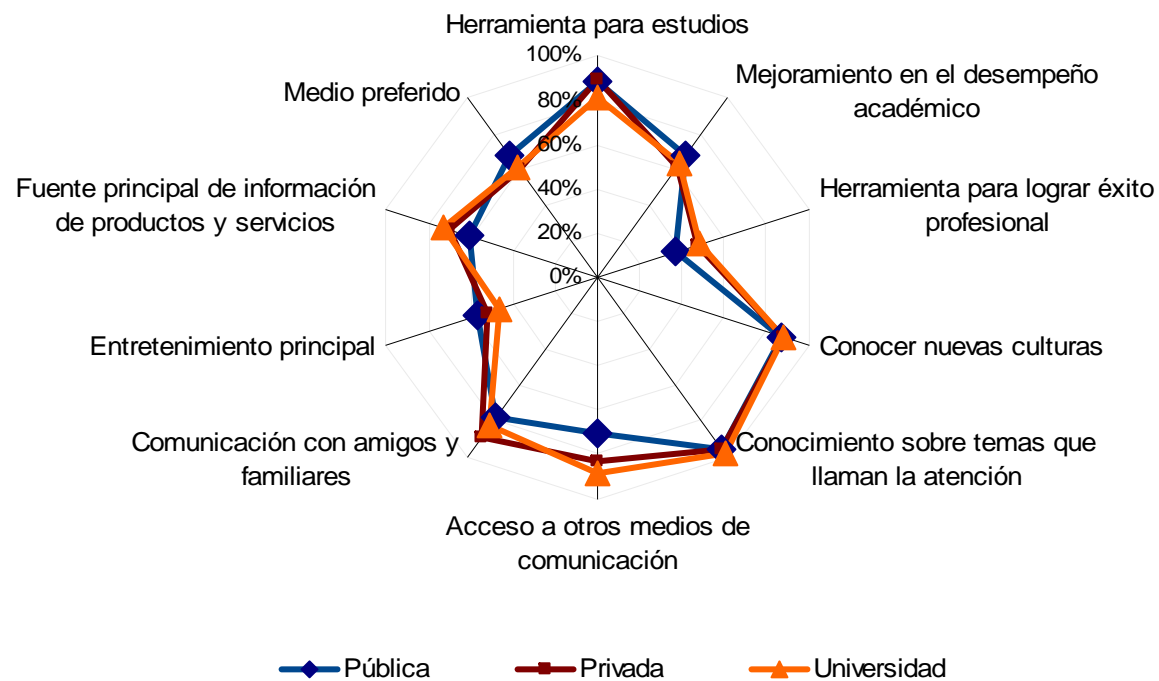 Herramienta para estudios
100%
80%
60%
40%
20%
0%
Mejoramiento en el desempeño
académico
Herramienta para lograr éxito
profesional
Conocer nuevas culturas
Conocimiento sobre temas que
llaman la atención
Acceso a otros medios de
comunicación
Comunicación con amigos y
familiares
Entretenimiento principal
Fuente principal de información
de productos y servicios
Medio preferido
Pública
Privada
Universidad